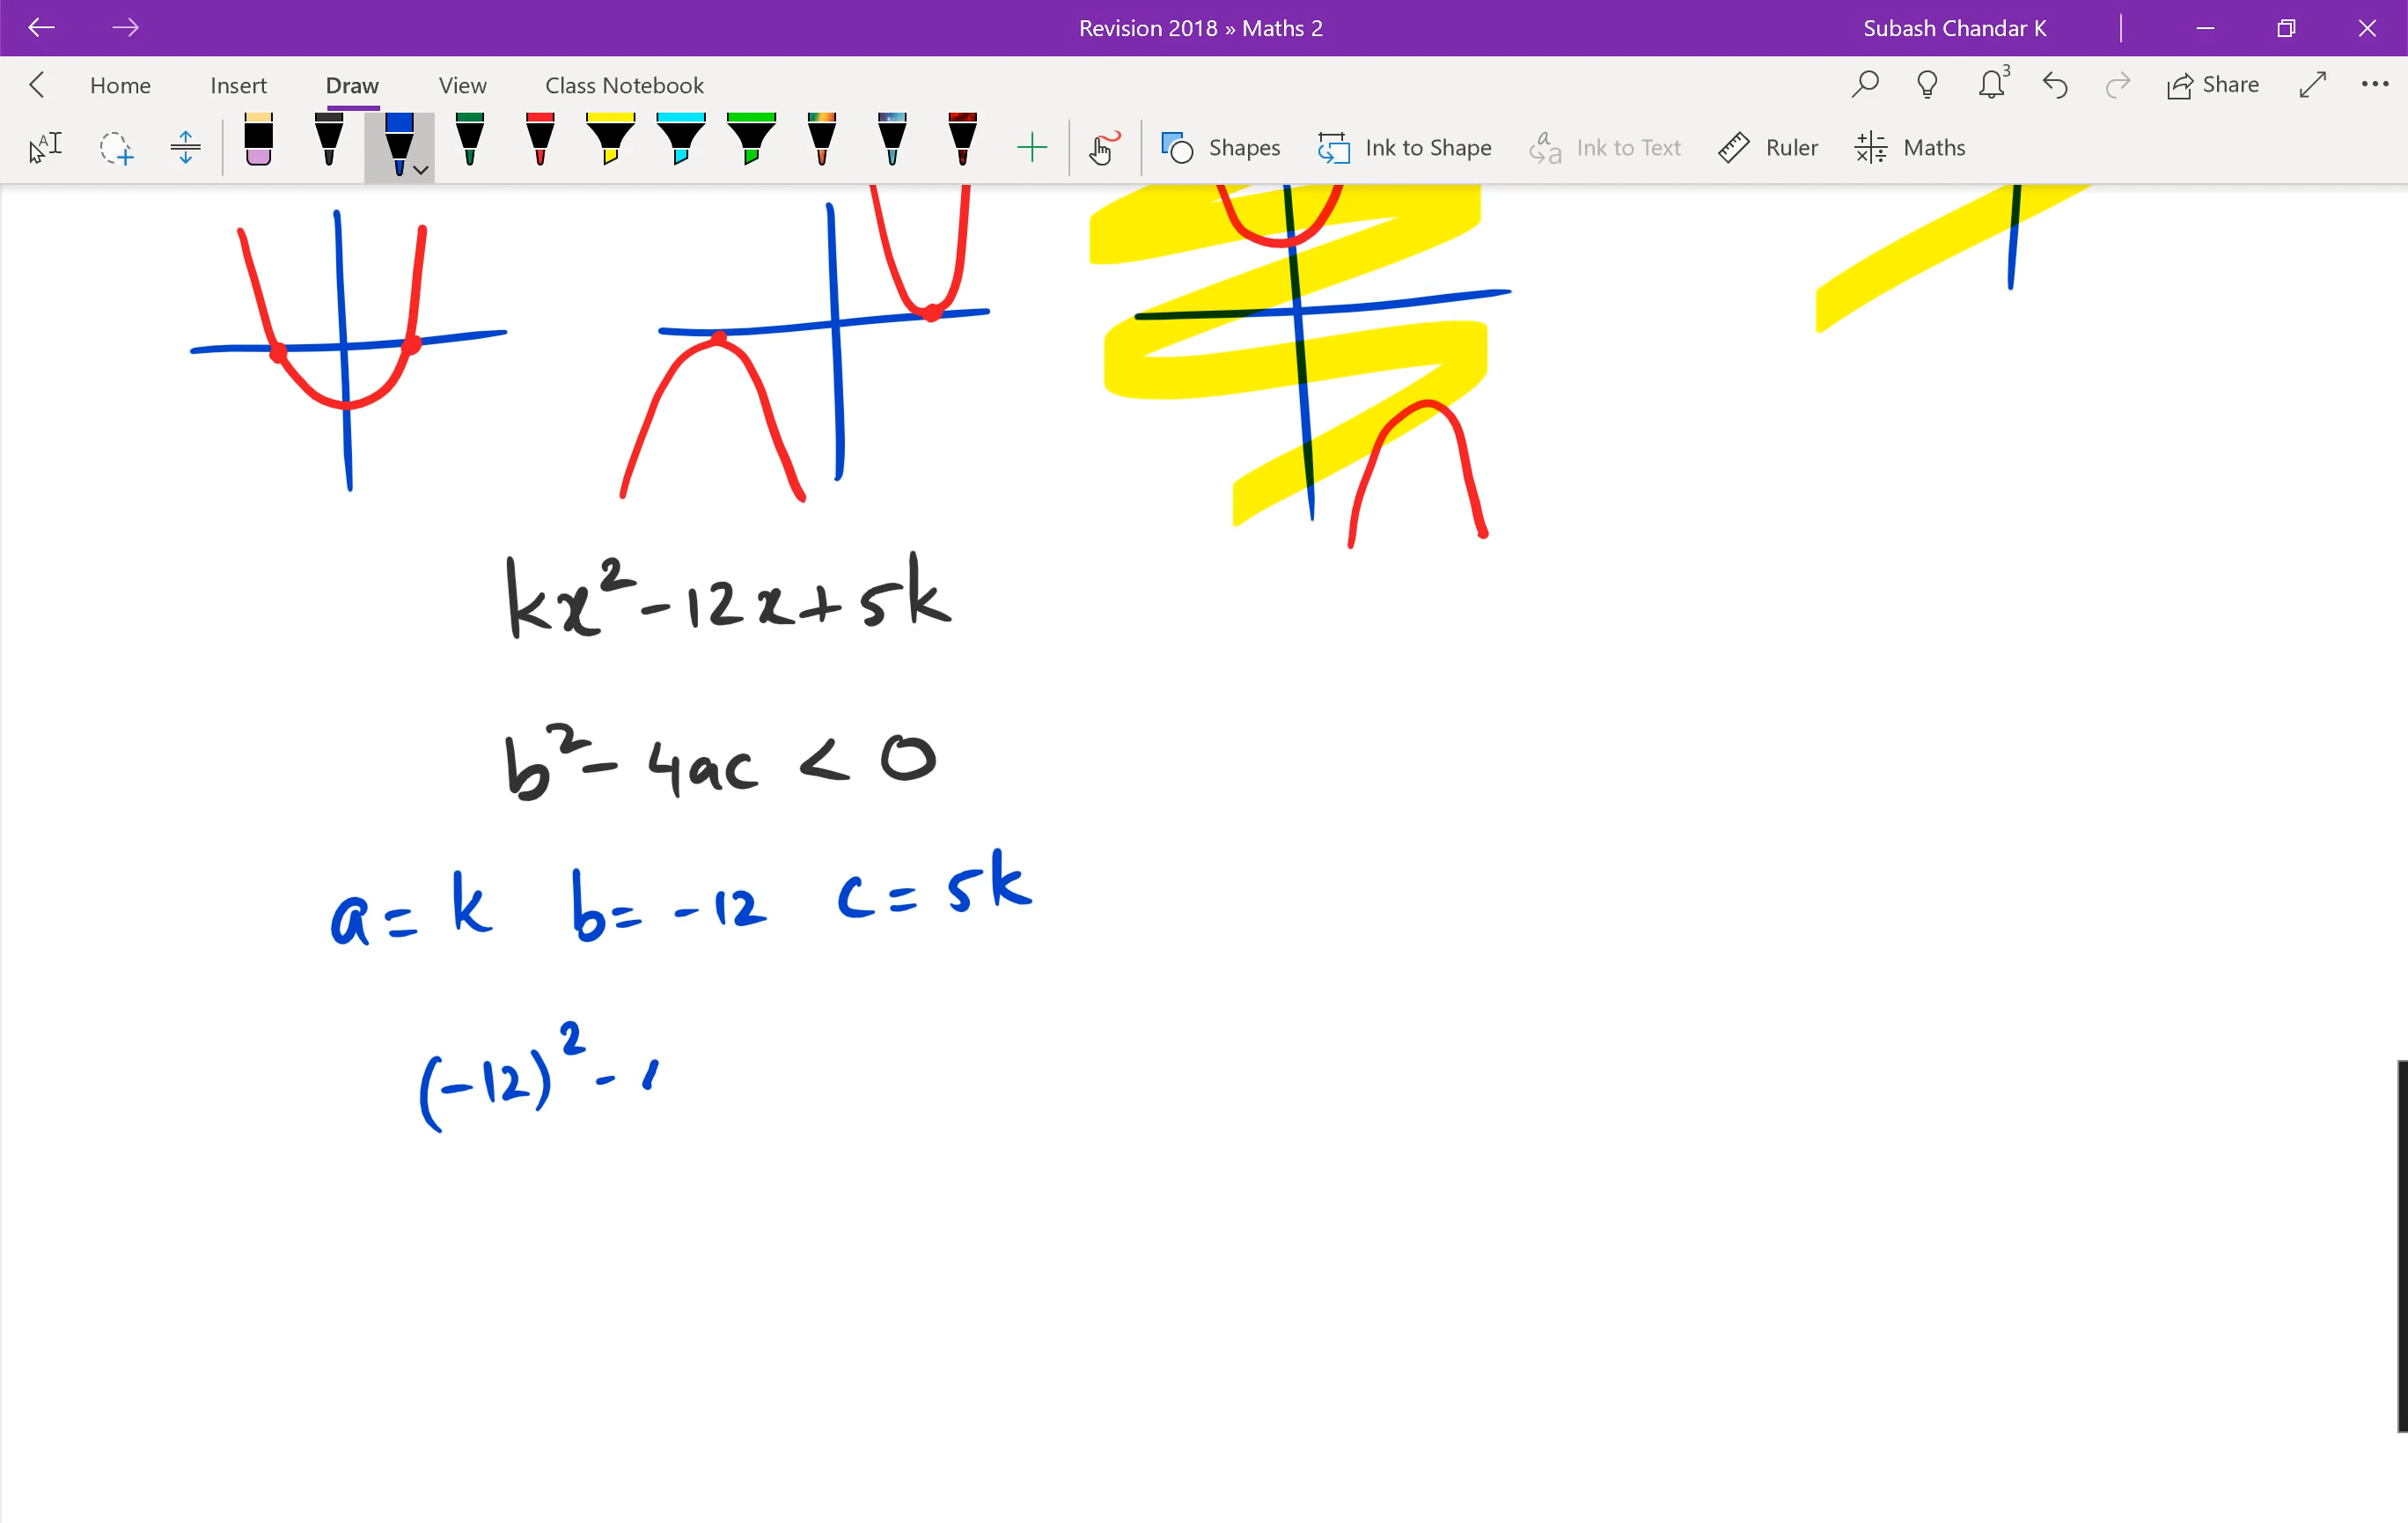 Revision 2018 » Maths 2
Subash Chandar K
Home Insert Draw View Class Notebook
3
Share
Shapes
Ink to Shape
Ink to Text
Ruler
Maths
kx² - 12x + 5k
b² - 4ac < 0
a = k b = -12 c = 5k
(-12)² -